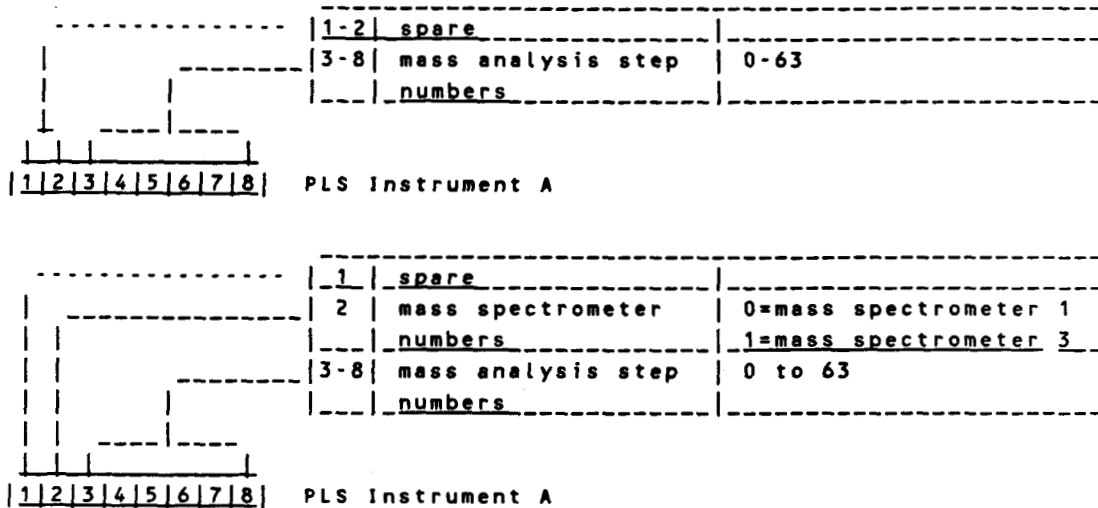 |1-2| spare | |
|3-8| mass analysis step | 0-63
| | numbers |
|1|2|3|4|5|6|7|8| PLS Instrument A
| 1 | spare |
| 2 | mass spectrometer | 0=mass spectrometer 1
| | numbers | 1=mass spectrometer 3
|3-8| mass analysis step | 0 to 63
| | numbers |
|1|2|3|4|5|6|7|8| PLS Instrument A